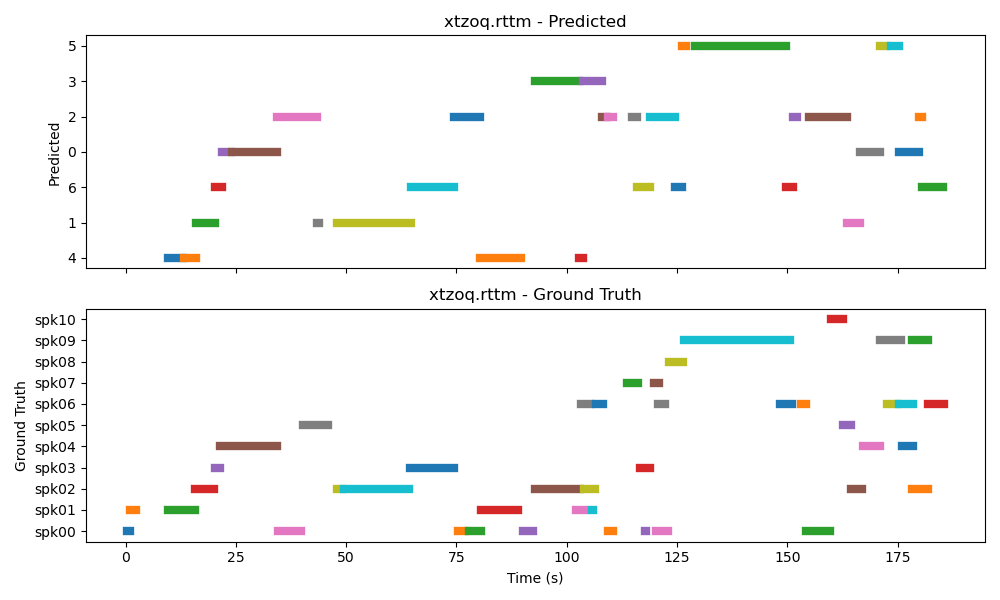 xtzoq.rttm - Predicted
5
3
2
0
6
1
4
Predicted
xtzoq.rttm - Ground Truth
spk10
spk09
spk08
spk07
spk06
spk05
spk04
spk03
spk02
spk01
spk00
Ground Truth
0 25 50 75 100 125 150 175
Time (s)